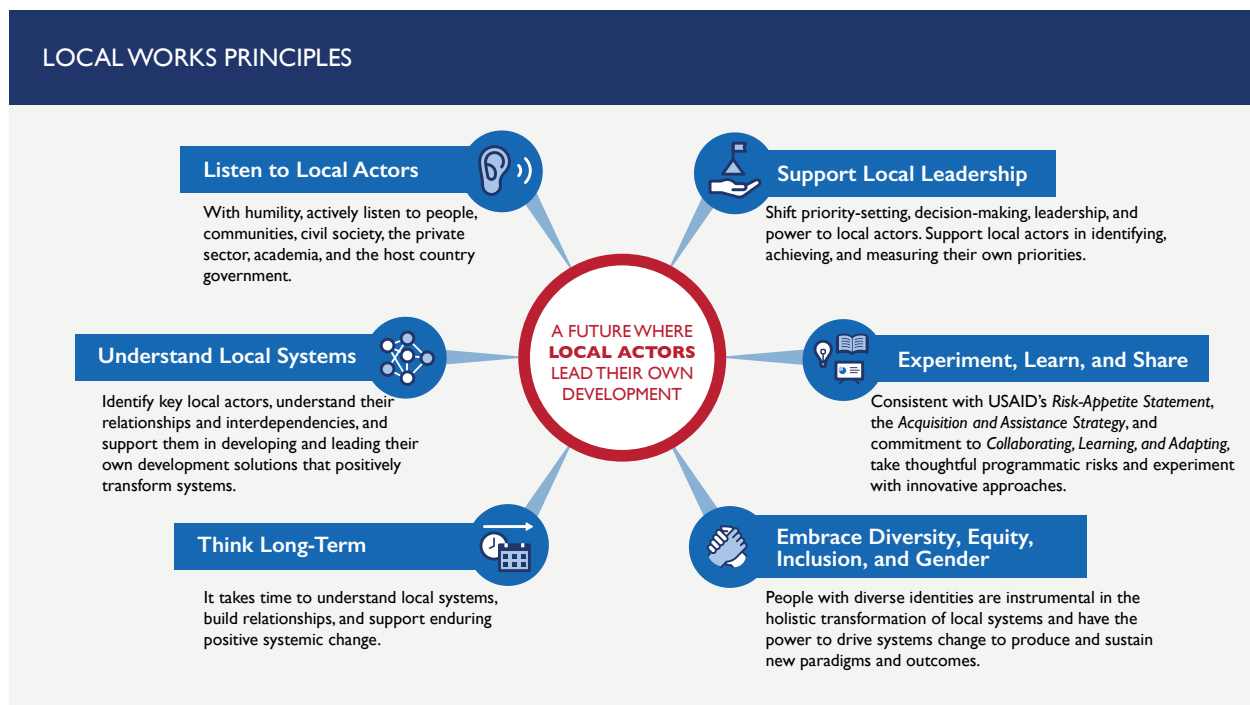 LOCAL WORKS PRINCIPLES
Listen to Local Actors
With humility, actively listen to people,
communities, civil society, the private
sector, academia, and the host country
government.
Understand Local Systems
Identify key local actors, understand their
relationships and interdependencies, and
support them in developing and leading their
own development solutions that positively
transform systems.
Think Long-Term
It takes time to understand local systems,
build relationships, and support enduring
positive systemic change.
A FUTURE WHERE
LOCAL ACTORS
LEAD THEIR OWN
DEVELOPMENT
Support Local Leadership
Shift priority-setting, decision-making, leadership, and
power to local actors. Support local actors in identifying,
achieving, and measuring their own priorities.
Experiment, Learn, and Share
Consistent with USAID’s Risk-Appetite Statement,
the Acquisition and Assistance Strategy, and
commitment to Collaborating, Learning, and Adapting,
take thoughtful programmatic risks and experiment
with innovative approaches.
Embrace Diversity, Equity,
Inclusion, and Gender
People with diverse identities are instrumental in the
holistic transformation of local systems and have the
power to drive systems change to produce and sustain
new paradigms and outcomes.